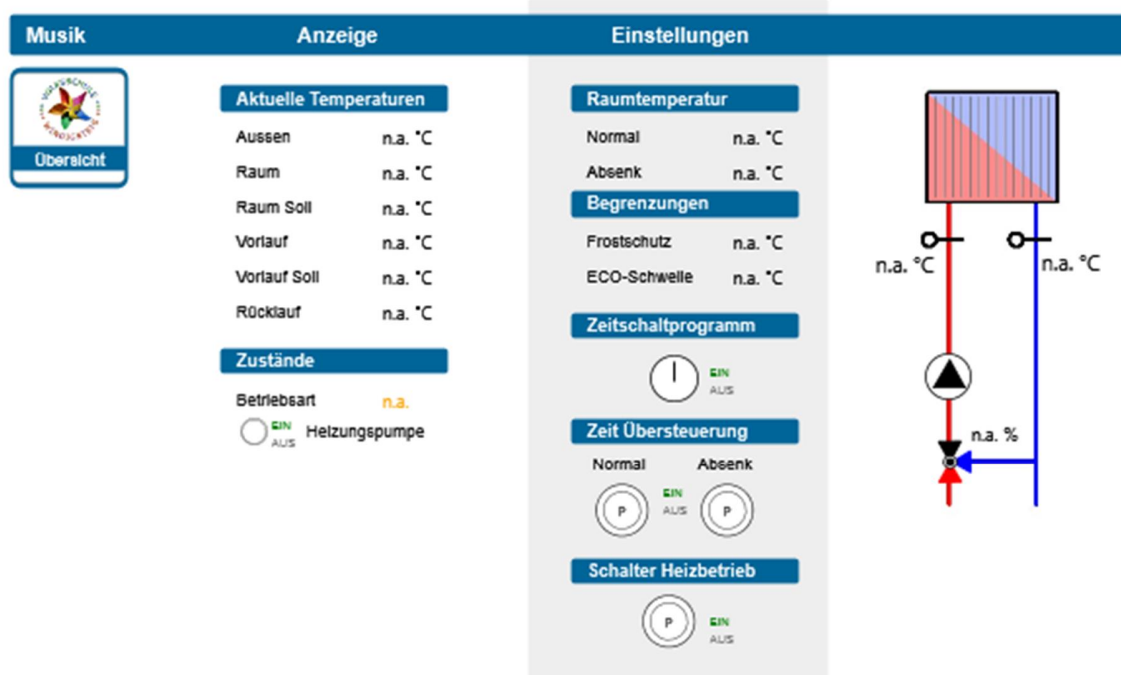 Musik Anzeige Einstellungen
Übersicht
Aktuelle Temperaturen
Aussen n.a. °C
Raum n.a. °C
Raum Soll n.a. °C
Vorlauf n.a. °C
Vorlauf Soll n.a. °C
Rücklauf n.a. °C
Zustände
Betriebsart n.a.
EIN
AUS
Heizungspumpe
Raumtemperatur
Normal n.a. °C
Absenk n.a. °C
Begrenzungen
Frostschutz n.a. °C
ECO-Schwelle n.a. °C
Zeitschaltprogramm
EIN
AUS
Zeit Übersteuerung
Normal Absenk
P
EIN
AUS
P
Schalter Heizbetrieb
P
EIN
AUS
n.a. °C
n.a. °C
n.a. %